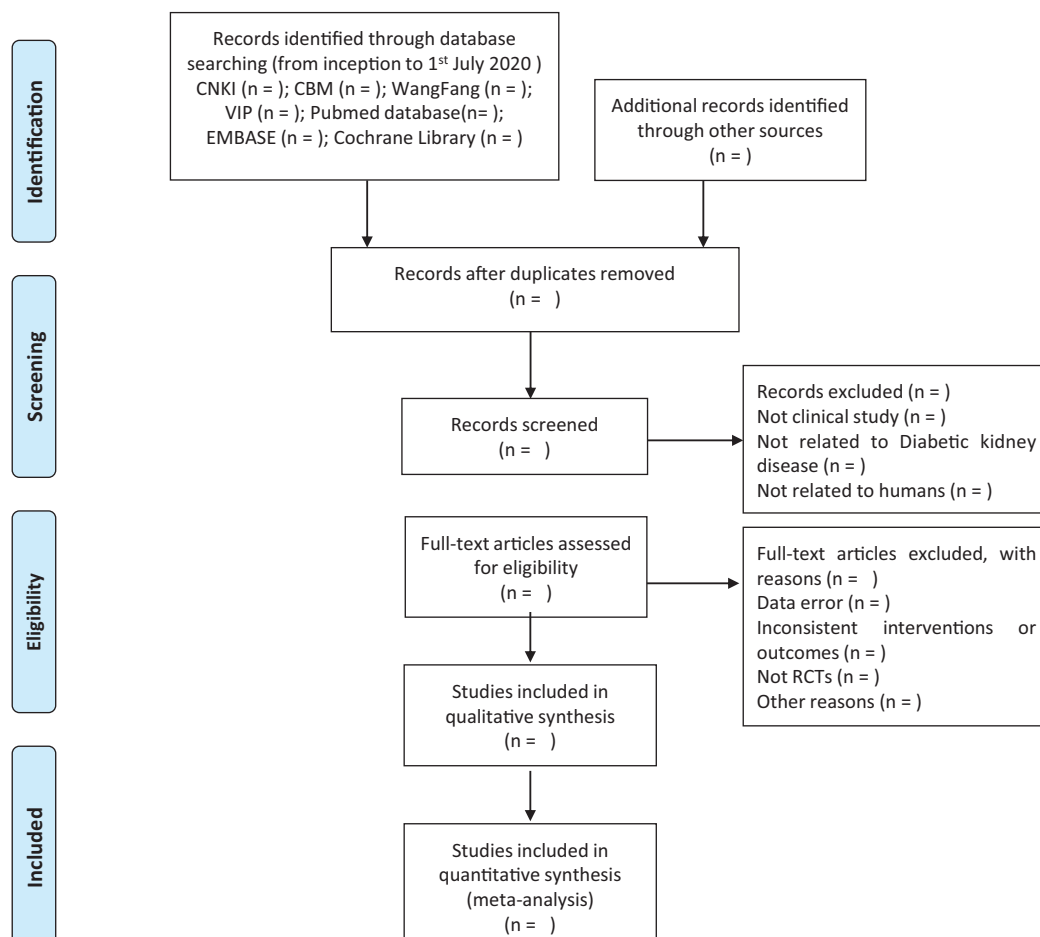 Identification
Records identified through database
searching (from inception to 1st July 2020 )
CNKI (n = ); CBM (n = ); WangFang (n = );
VIP (n = ); Pubmed database(n= );
EMBASE (n = ); Cochrane Library (n = )
Additional records identified
through other sources
(n = )
Screening
Records after duplicates removed
(n = )
Records screened
(n = )
Records excluded (n = )
Not clinical study (n = )
Not related to Diabetic kidney
disease (n = )
Not related to humans (n = )
Eligibility
Full-text articles assessed
for eligibility
(n = )
Full-text articles excluded, with
reasons (n = )
Data error (n = )
Inconsistent interventions or
outcomes (n = )
Not RCTs (n = )
Other reasons (n = )
Studies included in
qualitative synthesis
(n = )
Included
Studies included in
quantitative synthesis
(meta-analysis)
(n = )